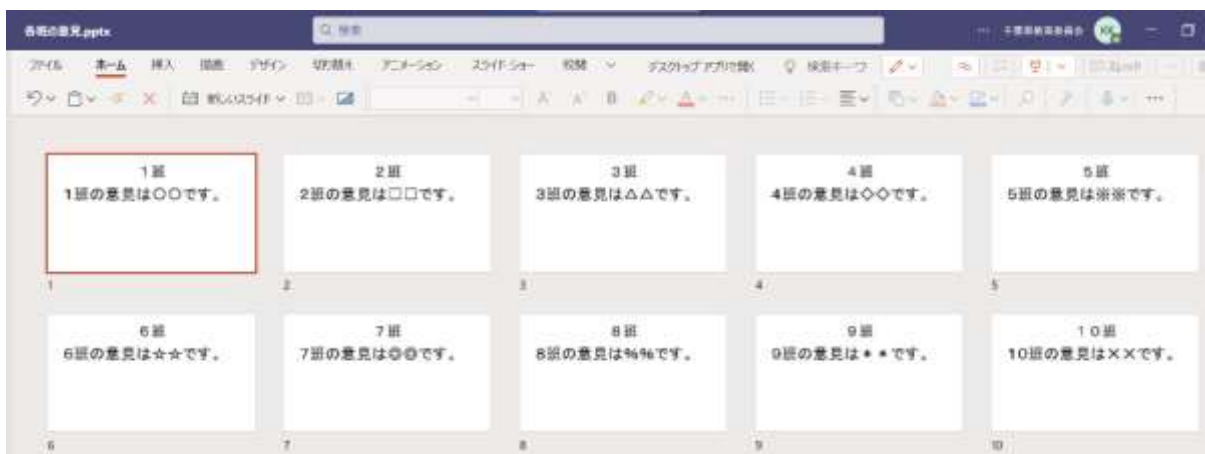 各班の意見.pptx
検索
ファイル ホーム 挿入 描画 デザイン 切り替え アニメーション スライド ショー 校閲 デスクトップ アプリで開く
新しいスライド
1班
1班の意見は〇〇です。
1
2班
2班の意見は□□です。
2
3班
3班の意見は△△です。
3
4班
4班の意見は◇◇です。
4
5班
5班の意見は※※です。
5
6班
6班の意見は☆☆です。
6
7班
7班の意見は◎◎です。
7
8班
8班の意見は%%です。
8
9班
9班の意見は**です。
9
10班
10班の意見は××です。
10